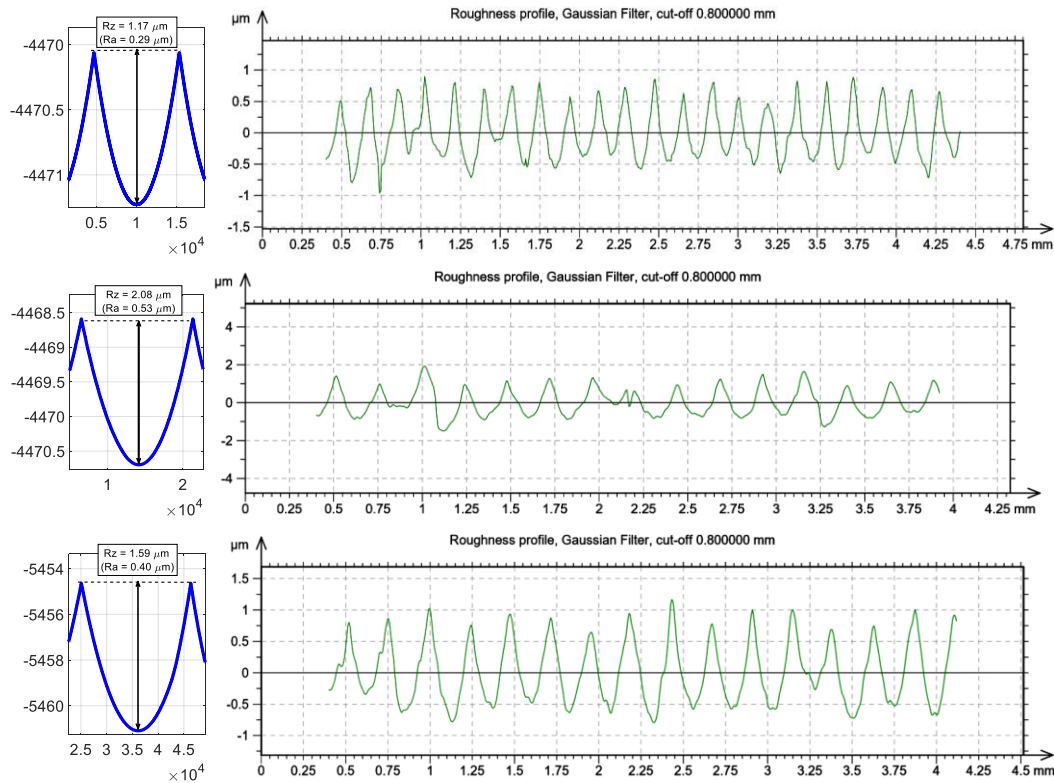 Rz = 1.17 μm
(Ra = 0.29 μm)
-4470
-4470.5
-4471
0.5 1 1.5
×10⁴
Roughness profile, Gaussian Filter, cut-off 0.800000 mm
μm
1
0.5
0
-0.5
-1
-1.5
0 0.25 0.5 0.75 1 1.25 1.5 1.75 2 2.25 2.5 2.75 3 3.25 3.5 3.75 4 4.25 4.5 4.75 mm
Rz = 2.08 μm
(Ra = 0.53 μm)
-4468.5
-4469
-4469.5
-4470
-4470.5
1 2
×10⁴
Roughness profile, Gaussian Filter, cut-off 0.800000 mm
μm
4
2
0
-2
-4
0 0.25 0.5 0.75 1 1.25 1.5 1.75 2 2.25 2.5 2.75 3 3.25 3.5 3.75 4 4.25 mm
Rz = 1.59 μm
(Ra = 0.40 μm)
-5454
-5456
-5458
-5460
2.5 3 3.5 4 4.5
×10⁴
Roughness profile, Gaussian Filter, cut-off 0.800000 mm
μm
1.5
1
0.5
0
-0.5
-1
0 0.25 0.5 0.75 1 1.25 1.5 1.75 2 2.25 2.5 2.75 3 3.25 3.5 3.75 4 4.25 4.5 mm